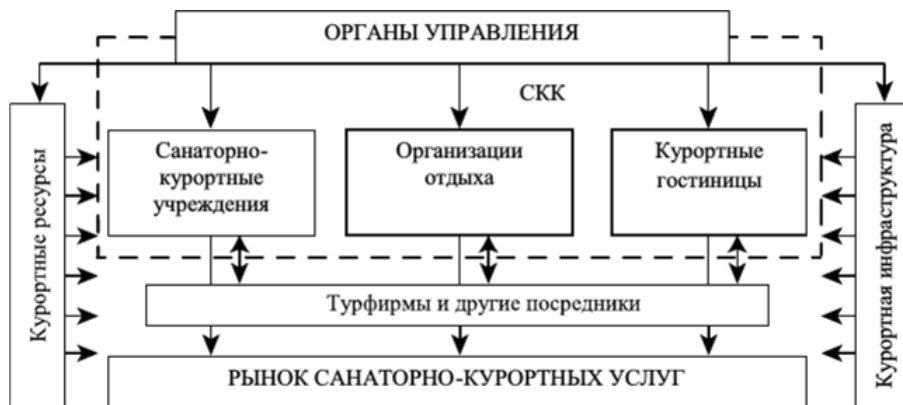 ОРГАНЫ УПРАВЛЕНИЯ
СКК
Курортные ресурсы
Санаторно-
курортные
учреждения
Организации
отдыха
Курортные
гостиницы
Курортная инфраструктура
Турфирмы и другие посредники
РЫНОК САНАТОРНО-КУРОРТНЫХ УСЛУГ